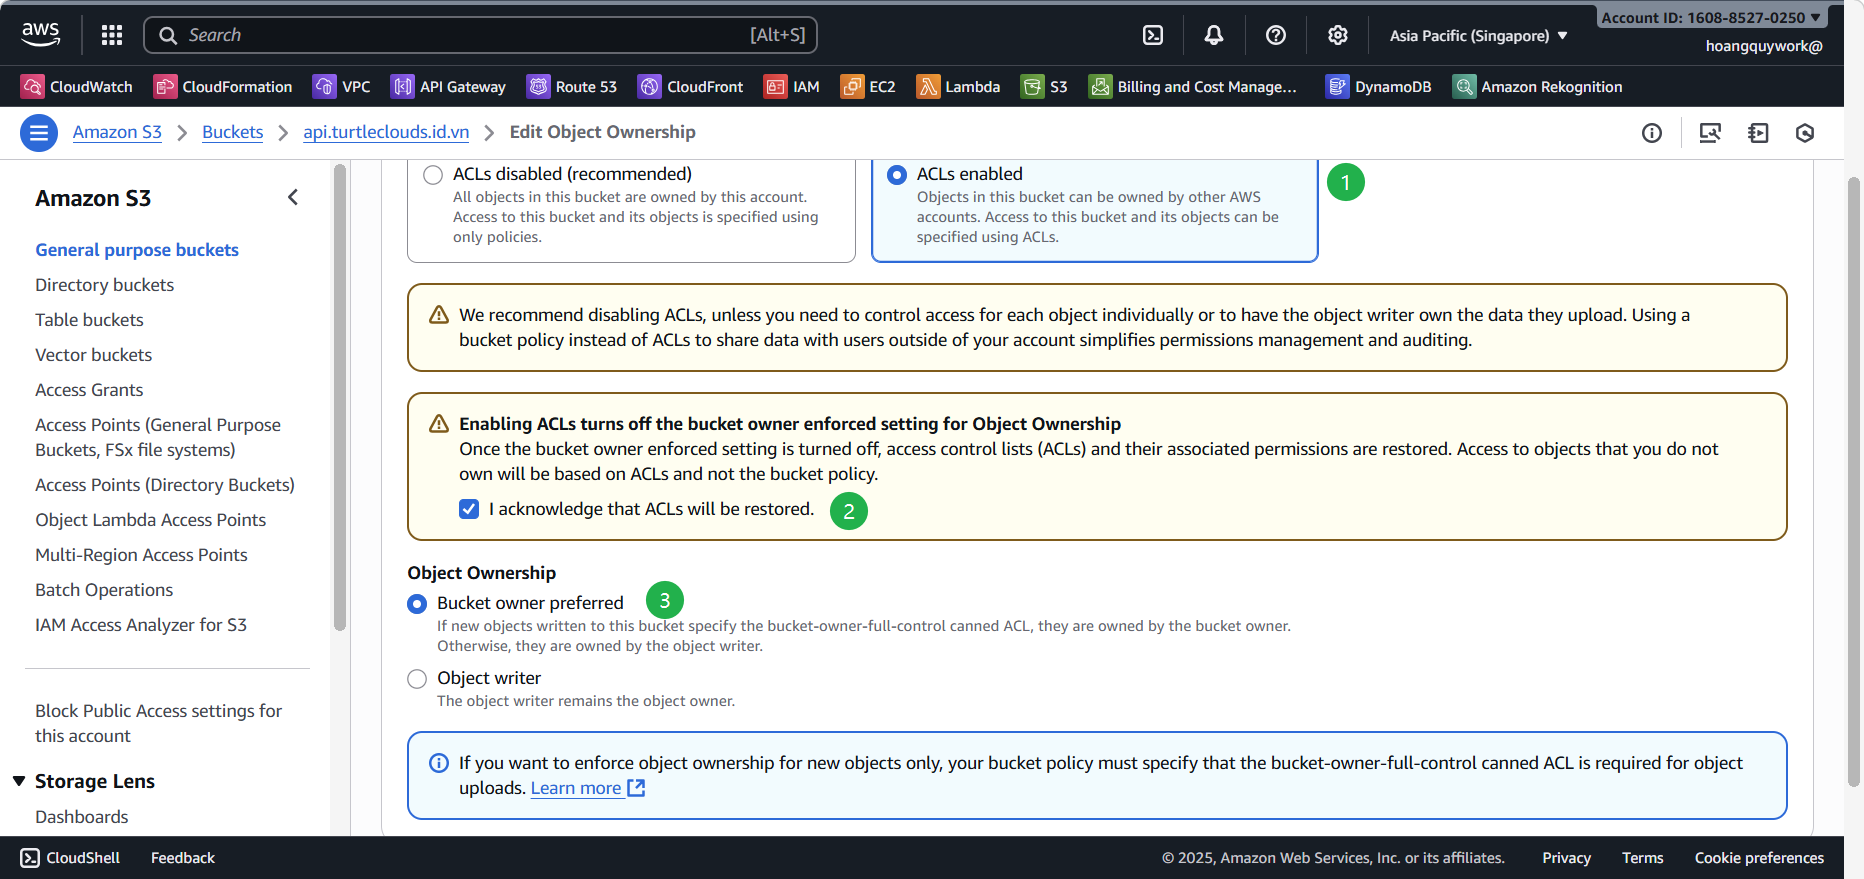 aws
Search
[Alt+S]
Asia Pacific (Singapore)
Account ID: 1608-8527-0250
hoangquywork@
CloudWatch
CloudFormation
VPC
API Gateway
Route 53
CloudFront
IAM
EC2
Lambda
S3
Billing and Cost Manage...
DynamoDB
Amazon Rekognition
Amazon S3
Buckets
api.turtleclouds.id.vn
Edit Object Ownership
Amazon S3
General purpose buckets
Directory buckets
Table buckets
Vector buckets
Access Grants
Access Points (General Purpose
Buckets, FSx file systems)
Access Points (Directory Buckets)
Object Lambda Access Points
Multi-Region Access Points
Batch Operations
IAM Access Analyzer for S3
Block Public Access settings for
this account
Storage Lens
Dashboards
ACLs disabled (recommended)
All objects in this bucket are owned by this account.
Access to this bucket and its objects is specified using
only policies.
ACLs enabled
Objects in this bucket can be owned by other AWS
accounts. Access to this bucket and its objects can be
specified using ACLs.
1
We recommend disabling ACLs, unless you need to control access for each object individually or to have the object writer own the data they upload. Using a
bucket policy instead of ACLs to share data with users outside of your account simplifies permissions management and auditing.
Enabling ACLs turns off the bucket owner enforced setting for Object Ownership
Once the bucket owner enforced setting is turned off, access control lists (ACLs) and their associated permissions are restored. Access to objects that you do not
own will be based on ACLs and not the bucket policy.
I acknowledge that ACLs will be restored.
2
Object Ownership
Bucket owner preferred
3
If new objects written to this bucket specify the bucket-owner-full-control canned ACL, they are owned by the bucket owner.
Otherwise, they are owned by the object writer.
Object writer
The object writer remains the object owner.
If you want to enforce object ownership for new objects only, your bucket policy must specify that the bucket-owner-full-control canned ACL is required for object
uploads. Learn more
CloudShell
Feedback
© 2025, Amazon Web Services, Inc. or its affiliates.
Privacy
Terms
Cookie preferences